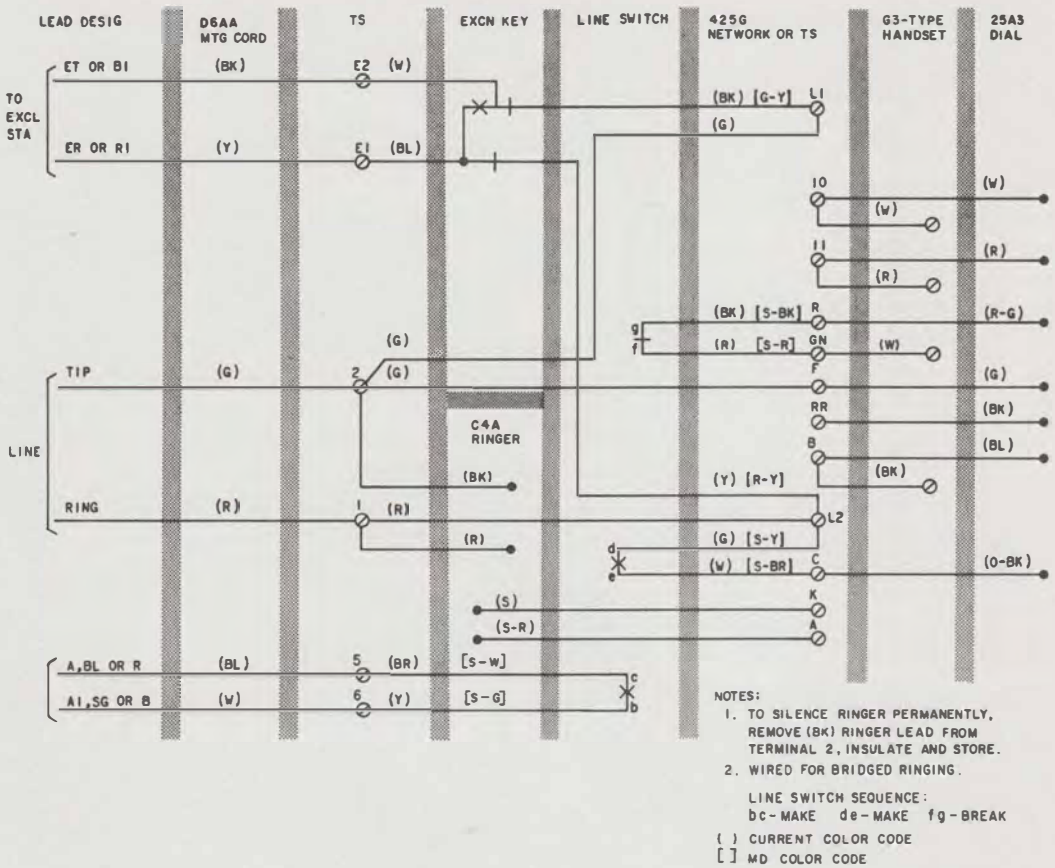 LEAD DESIG D6AA TS EXCN KEY LINE SWITCH 425G G3-TYPE 25A3
MTG CORD NETWORK OR TS HANDSET DIAL
ET OR B1 (BK) E2 (W)
(BK) [G-Y] L1
TO
EXCL
STA
(G)
ER OR R1 (Y) E1 (BL)
10 (W)
(W)
11 (R)
(R)
g (BK) [S-BK] R (R-G)
f (R) [S-R] GN (W)
(G)
TIP (G) 2 (G) F (G)
RR (BK)
C4A
RINGER
LINE
B (BL)
(BK)
(BK) (Y) [R-Y]
RING (R) 1 (R) L2
(R) d (G) [S-Y]
e (W) [S-BR] C (O-BK)
(S) K
(S-R) A
A,BL OR R (BL) 5 (BR) [S-W] c
A1,SG OR B (W) 6 (Y) [S-G] b
NOTES:
1. TO SILENCE RINGER PERMANENTLY,
REMOVE (BK) RINGER LEAD FROM
TERMINAL 2, INSULATE AND STORE.
2. WIRED FOR BRIDGED RINGING.
LINE SWITCH SEQUENCE:
bc-MAKE de-MAKE fg-BREAK
( ) CURRENT COLOR CODE
[ ] MD COLOR CODE